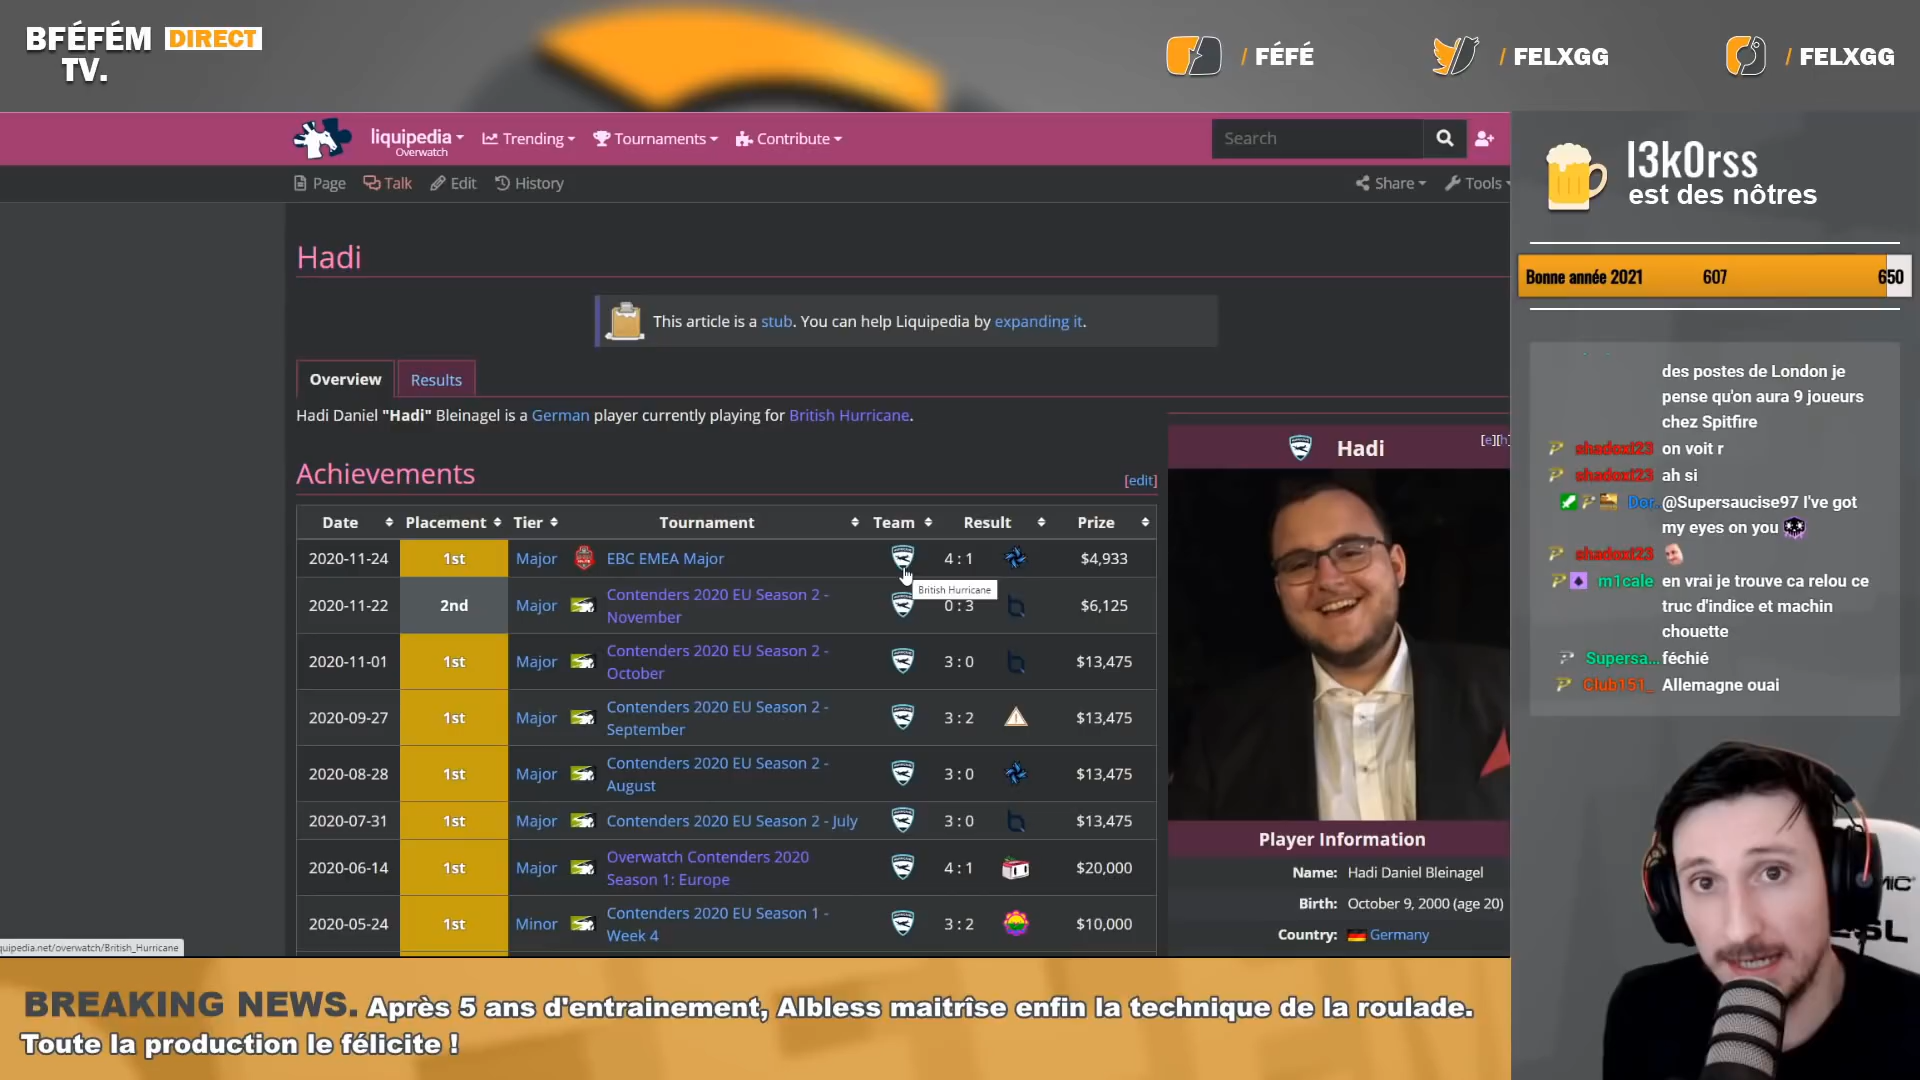 BFÉFÉM DIRECT
TV.
/ FÉFÉ
/ FELXGG
/ FELXGG
liquipedia
Overwatch
Trending
Tournaments
Contribute
Search
Page
Talk
Edit
History
Share
Tools
Hadi
This article is a stub. You can help Liquipedia by expanding it.
Overview
Results
Hadi Daniel "Hadi" Bleinagel is a German player currently playing for British Hurricane.
Achievements
[edit]
Date Placement Tier Tournament Team Result Prize
2020-11-24 1st Major EBC EMEA Major 4 : 1 $4,933
British Hurricane
2020-11-22 2nd Major Contenders 2020 EU Season 2 -
November 0 : 3 $6,125
2020-11-01 1st Major Contenders 2020 EU Season 2 -
October 3 : 0 $13,475
2020-09-27 1st Major Contenders 2020 EU Season 2 -
September 3 : 2 $13,475
2020-08-28 1st Major Contenders 2020 EU Season 2 -
August 3 : 0 $13,475
2020-07-31 1st Major Contenders 2020 EU Season 2 - July 3 : 0 $13,475
2020-06-14 1st Major Overwatch Contenders 2020
Season 1: Europe 4 : 1 $20,000
2020-05-24 1st Minor Contenders 2020 EU Season 1 -
Week 4 3 : 2 $10,000
quipedia.net/overwatch/British_Hurricane
[e][h]
Hadi
Player Information
Name: Hadi Daniel Bleinagel
Birth: October 9, 2000 (age 20)
Country: Germany
l3k0rss
est des nôtres
Bonne année 2021 607 650
des postes de London je
pense qu'on aura 9 joueurs
chez Spitfire
shadoxl23 on voit r
shadoxl23 ah si
Dor. @Supersaucise97 I've got
my eyes on you
shadoxl23
m1cale en vrai je trouve ca relou ce
truc d'indice et machin
chouette
Supersa... féchié
Club151_ Allemagne ouai
BREAKING NEWS. Après 5 ans d'entrainement, Albless maitrîse enfin la technique de la roulade.
Toute la production le félicite !